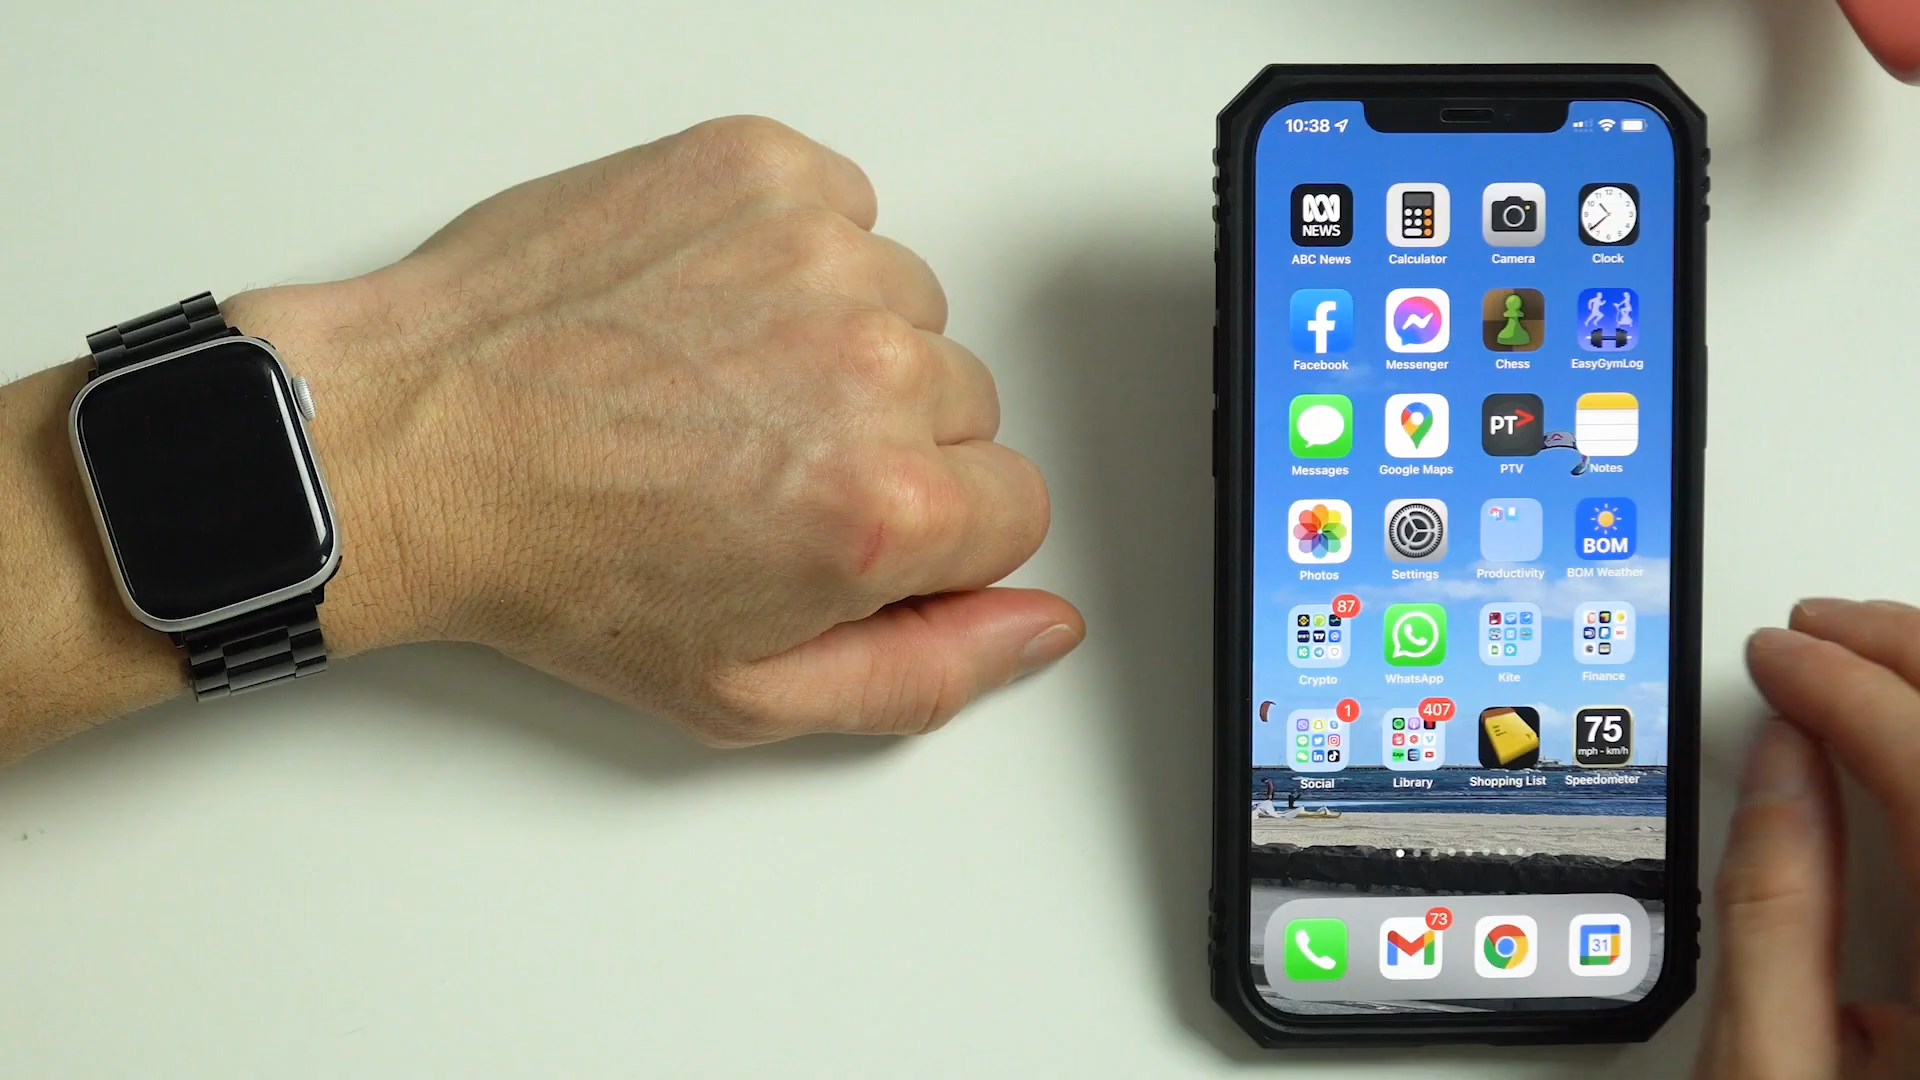 10:38
NEWS
ABC News
Calculator
Camera
Clock
Facebook
Messenger
Chess
EasyGymLog
PT>
Messages
Google Maps
PTV
Notes
BOM
Photos
Settings
Productivity
BOM Weather
87
Crypto
WhatsApp
Kite
Finance
1
407
75
mph - km/h
Social
Library
Shopping List
Speedometer
73
31